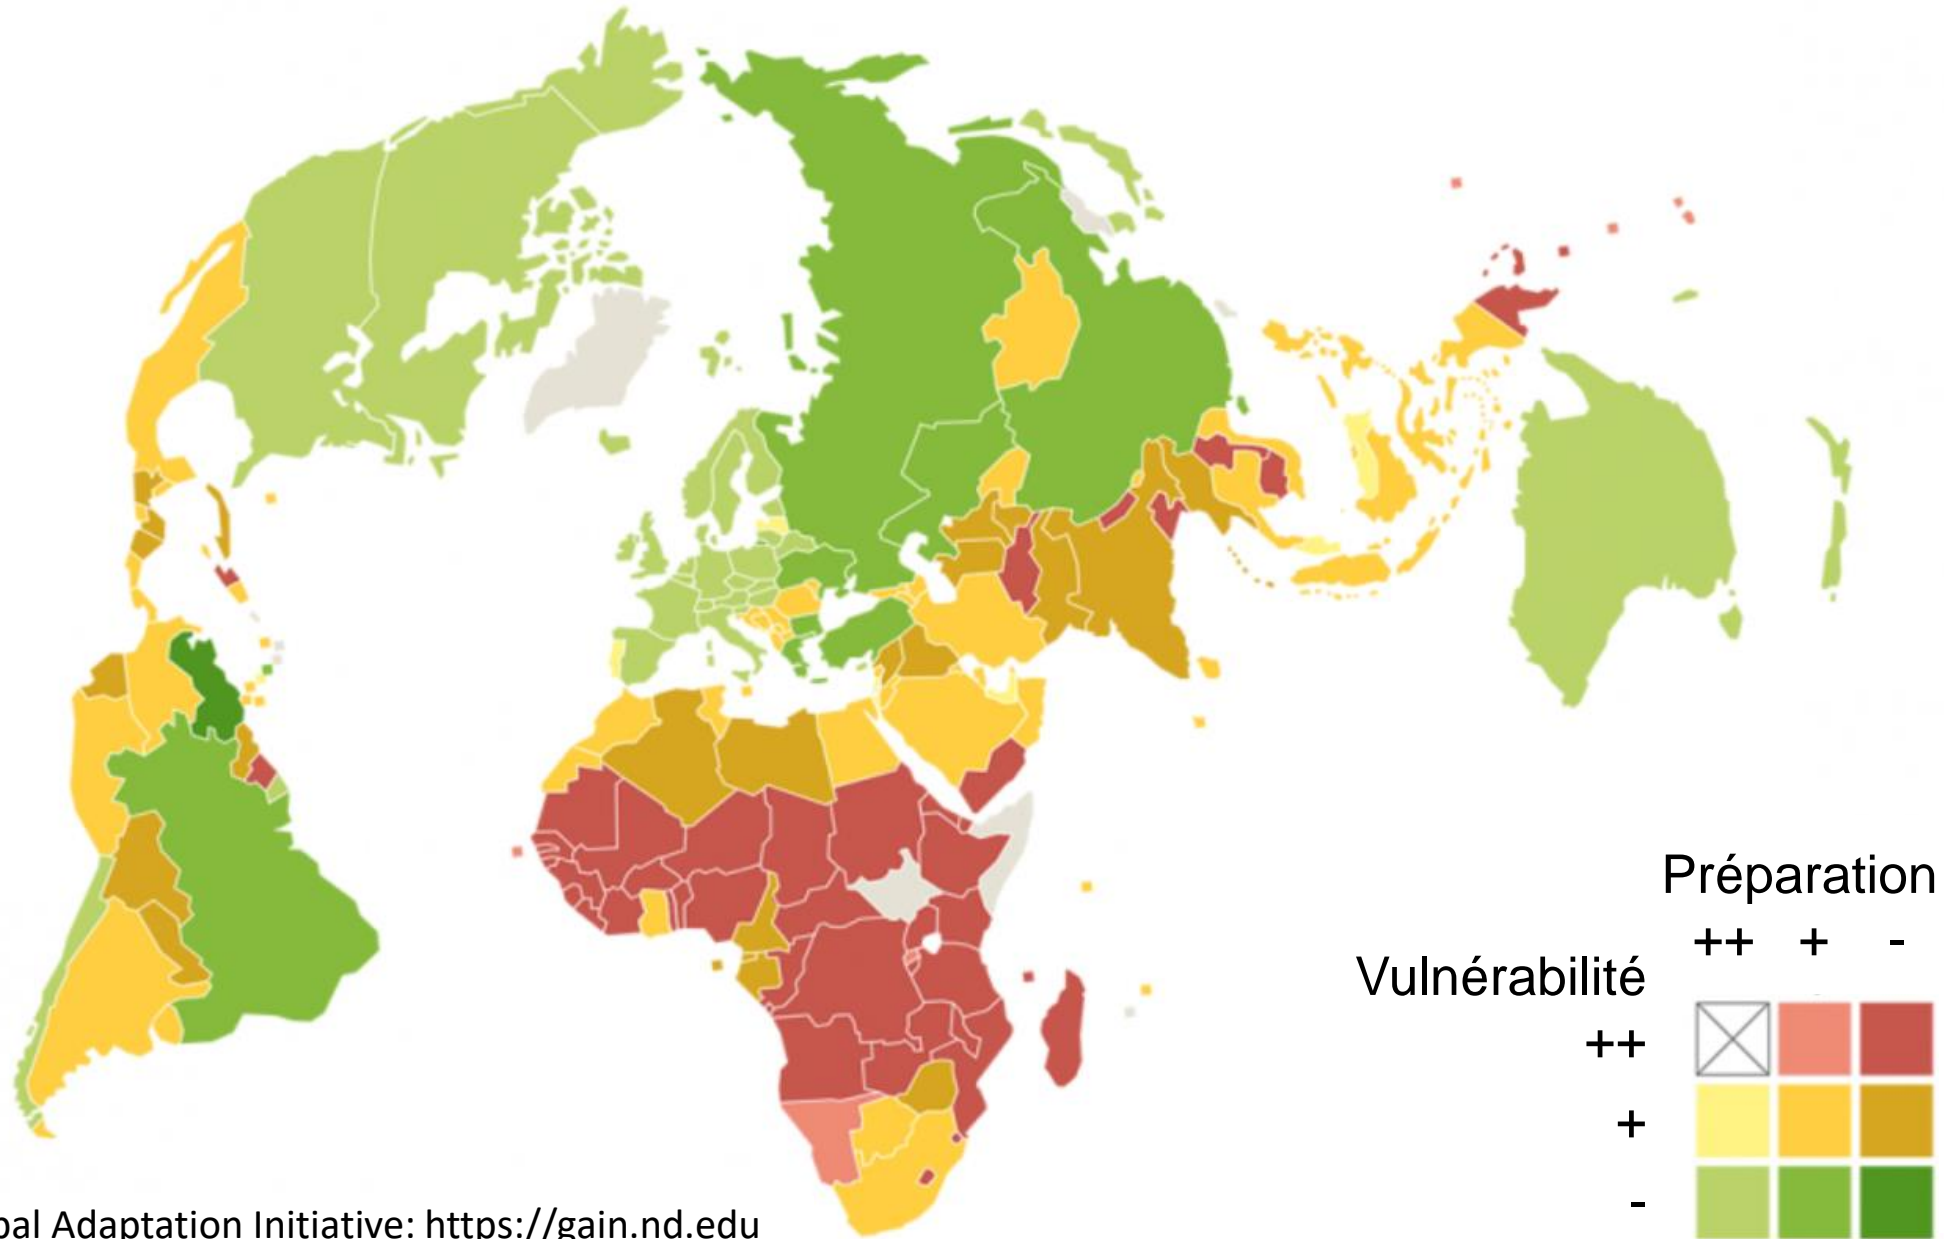 Préparation
++ + -
Vulnérabilité
++
+
-
bal Adaptation Initiative: https://gain.nd.edu